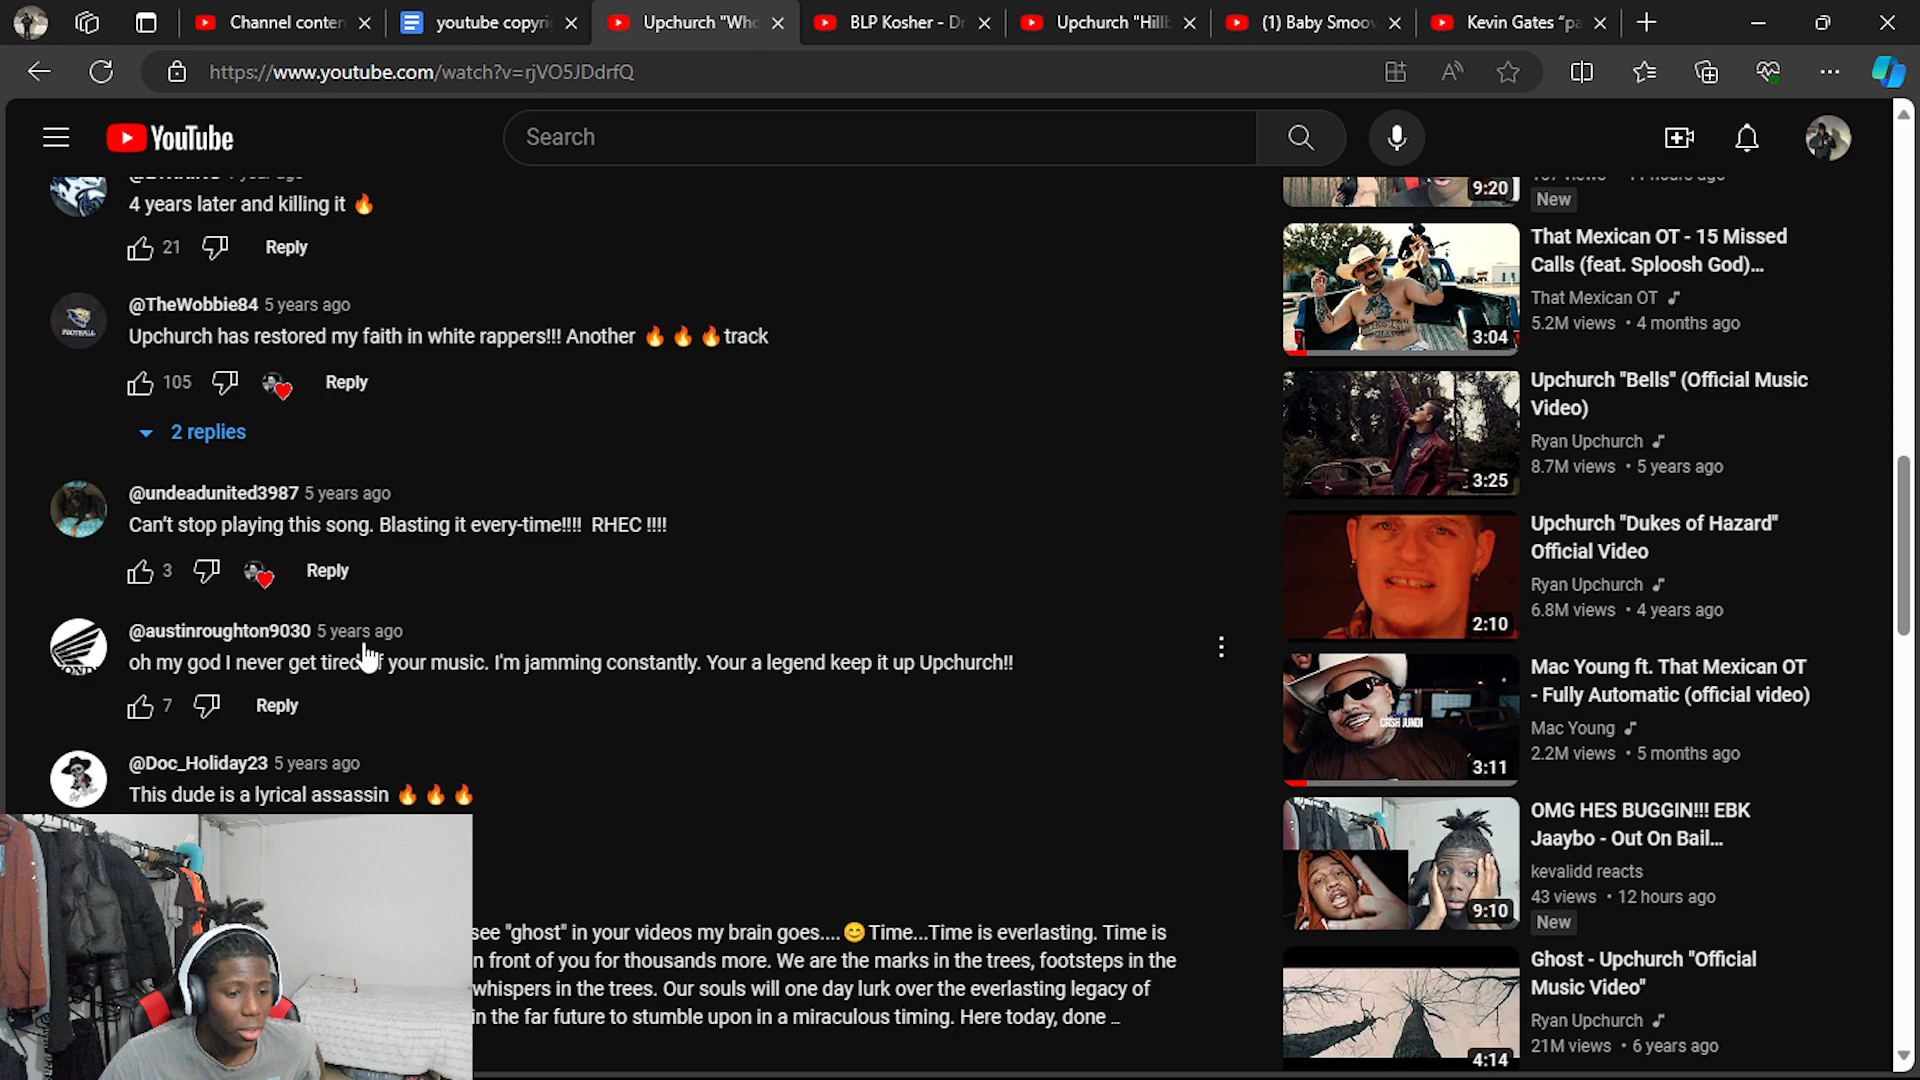 Channel conten
youtube copyri
Upchurch "Who
BLP Kosher - Dr
Upchurch "Hillb
(1) Baby Smoov
Kevin Gates “pa
https://www.youtube.com/watch?v=rjVO5JDdrfQ
YouTube
Search
4 years later and killing it 🔥
21 Reply
@TheWobbie84 5 years ago
Upchurch has restored my faith in white rappers!!! Another 🔥 🔥 🔥track
105 Reply
2 replies
@undeadunited3987 5 years ago
Can't stop playing this song. Blasting it every-time!!!! RHEC !!!!
3 Reply
@austinroughton9030 5 years ago
oh my god I never get tired of your music. I'm jamming constantly. Your a legend keep it up Upchurch!!
7 Reply
@Doc_Holiday23 5 years ago
This dude is a lyrical assassin 🔥 🔥 🔥
see "ghost" in your videos my brain goes.... 😊 Time...Time is everlasting. Time is
n front of you for thousands more. We are the marks in the trees, footsteps in the
whispers in the trees. Our souls will one day lurk over the everlasting legacy of
in the far future to stumble upon in a miraculous timing. Here today, done ..
9:20
New
3:04
That Mexican OT - 15 Missed
Calls (feat. Sploosh God)...
That Mexican OT
5.2M views • 4 months ago
3:25
Upchurch "Bells" (Official Music
Video)
Ryan Upchurch
8.7M views • 5 years ago
2:10
Upchurch "Dukes of Hazard"
Official Video
Ryan Upchurch
6.8M views • 4 years ago
3:11
Mac Young ft. That Mexican OT
- Fully Automatic (official video)
Mac Young
2.2M views • 5 months ago
9:10
OMG HES BUGGIN!!! EBK
Jaaybo - Out On Bail...
kevalidd reacts
43 views • 12 hours ago
New
4:14
Ghost - Upchurch "Official
Music Video"
Ryan Upchurch
21M views • 6 years ago